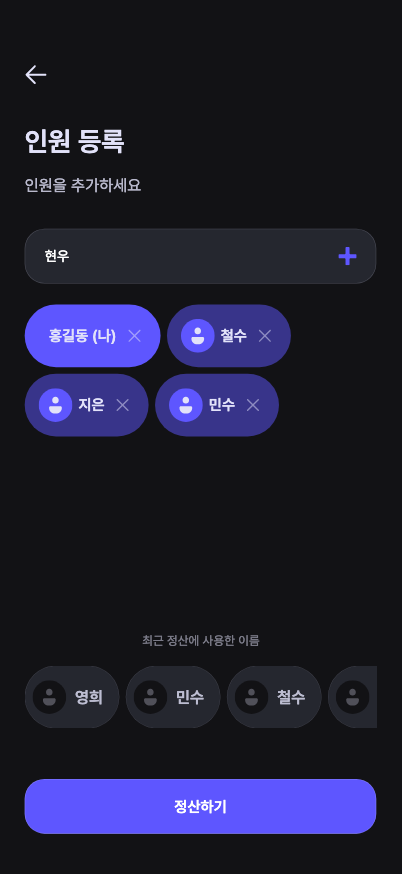 인원 등록
인원을 추가하세요
현우
홍길동 (나)
철수
지은
민수
최근 정산에 사용한 이름
영희
민수
철수
정산하기